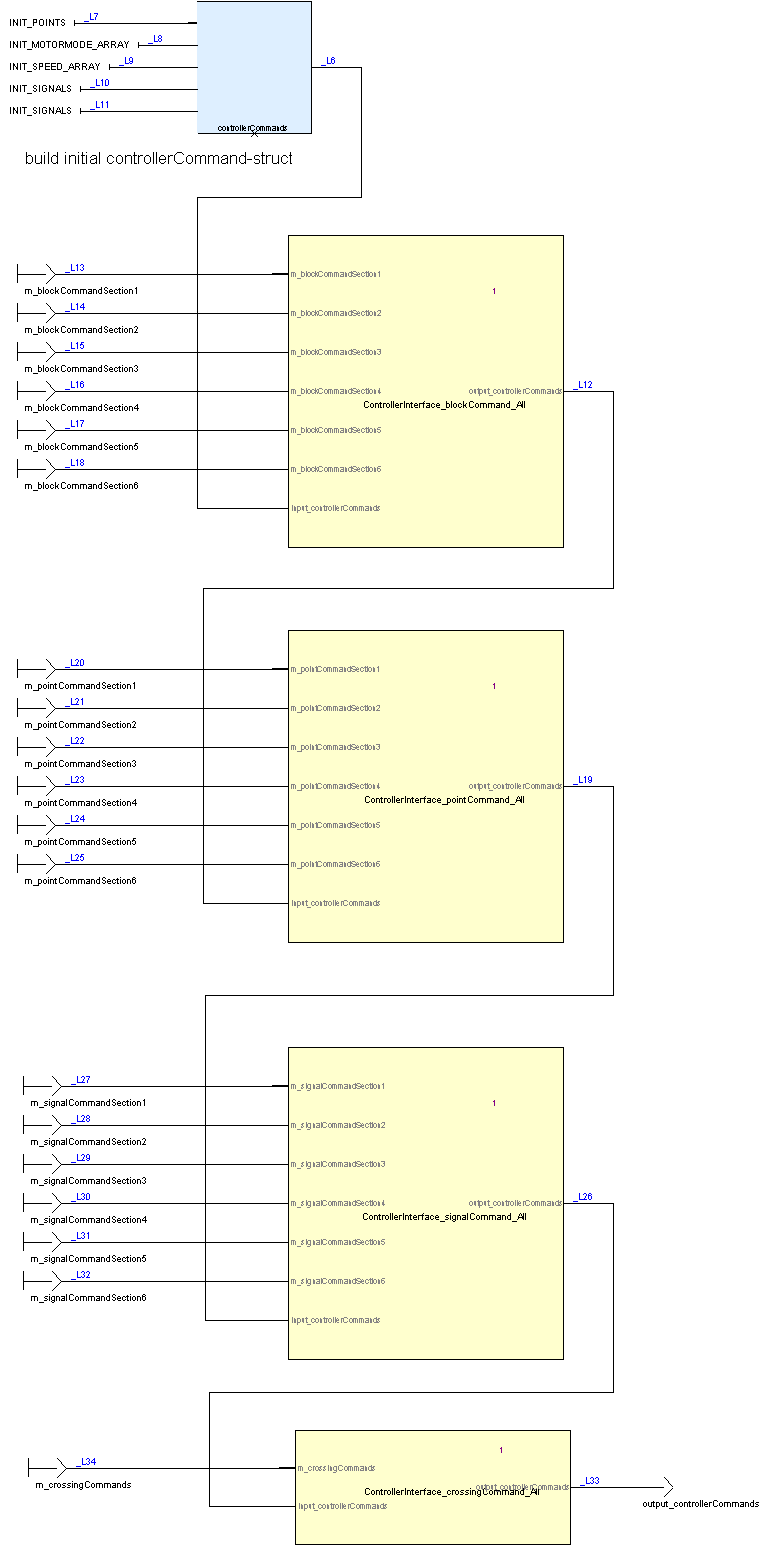 _L7
INIT_POINTS
_L8
INIT_MOTORMODE_ARRAY
_L9
INIT_SPEED_ARRAY
_L10
INIT_SIGNALS
_L11
INIT_SIGNALS
_L6
controllerCommands
build initial controllerCommand-struct
_L13
m_blockCommandSection1
m_blockCommandSection1
1
_L14
m_blockCommandSection2
m_blockCommandSection2
_L15
m_blockCommandSection3
m_blockCommandSection3
_L16
m_blockCommandSection4
m_blockCommandSection4
output_controllerCommands
_L12
ControllerInterface_blockCommand_All
_L17
m_blockCommandSection5
m_blockCommandSection5
_L18
m_blockCommandSection6
m_blockCommandSection6
input_controllerCommands
_L20
m_pointCommandSection1
m_pointCommandSection1
1
_L21
m_pointCommandSection2
m_pointCommandSection2
_L22
m_pointCommandSection3
m_pointCommandSection3
_L23
m_pointCommandSection4
m_pointCommandSection4
output_controllerCommands
_L19
ControllerInterface_pointCommand_All
_L24
m_pointCommandSection5
m_pointCommandSection5
_L25
m_pointCommandSection6
m_pointCommandSection6
input_controllerCommands
_L27
m_signalCommandSection1
m_signalCommandSection1
1
_L28
m_signalCommandSection2
m_signalCommandSection2
_L29
m_signalCommandSection3
m_signalCommandSection3
_L30
m_signalCommandSection4
m_signalCommandSection4
output_controllerCommands
_L26
ControllerInterface_signalCommand_All
_L31
m_signalCommandSection5
m_signalCommandSection5
_L32
m_signalCommandSection6
m_signalCommandSection6
input_controllerCommands
1
_L34
m_crossingCommands
m_crossingCommands
output_controllerCommands
_L33
ControllerInterface_crossingCommand_All
input_controllerCommands
output_controllerCommands